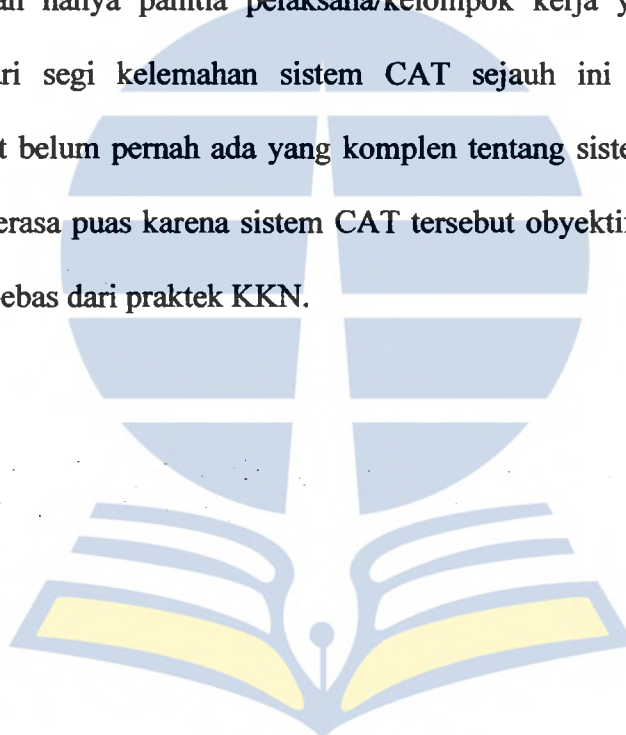 hanya panitia pelaksana/kelompok kerja
segi kelemahan sistem CAT sejauh ini
belum pernah ada yang komplen tentang
puas karena sistem CAT tersebut obyektif
dari praktek KKN.